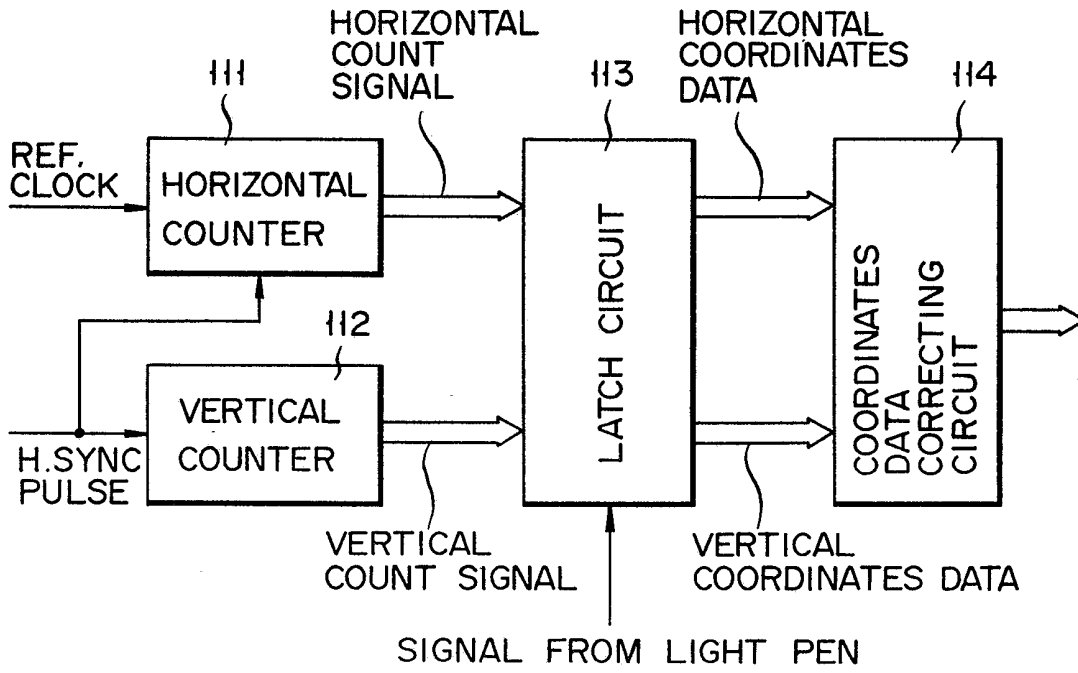 HORIZONTAL
COUNT
SIGNAL
HORIZONTAL
COORDINATES
DATA
111
113
114
REF.
CLOCK
HORIZONTAL
COUNTER
LATCH CIRCUIT
COORDINATES
DATA
CORRECTING
CIRCUIT
112
VERTICAL
COUNTER
H.SYNC
PULSE
VERTICAL
COUNT SIGNAL
VERTICAL
COORDINATES DATA
SIGNAL FROM LIGHT PEN